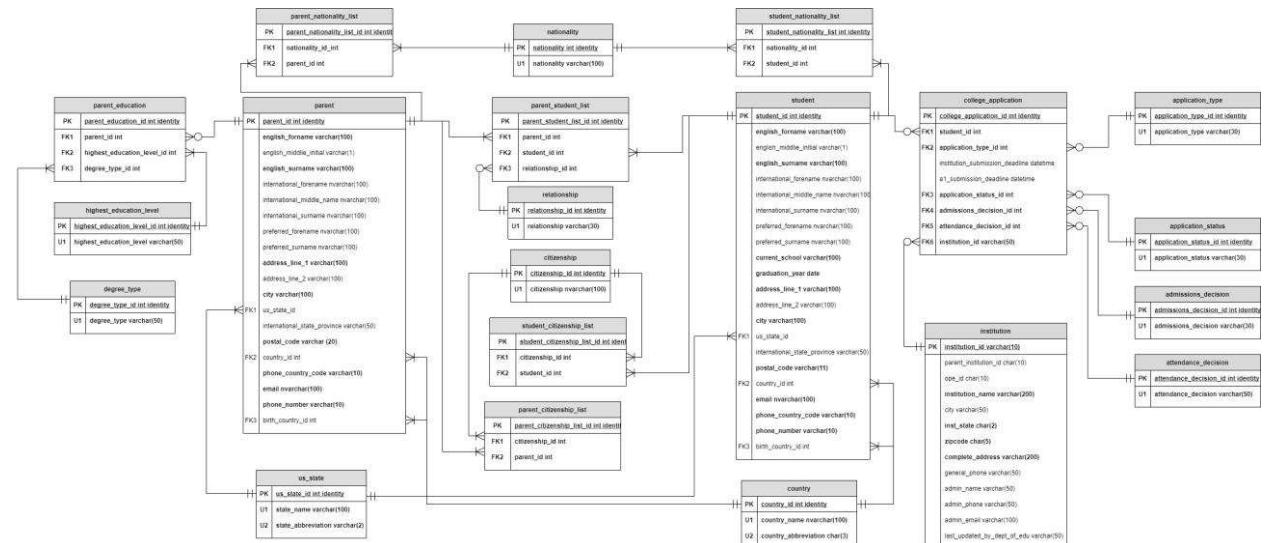 parent_nationality_list
PK parent_nationality_list_id int identit
FK1 nationality_id_int
FK2 parent_id int
nationality
PK nationality int identity
U1 nationality varchar(100)
student_nationality_list
PK student_nationality_list int identity
FK1 nationality_id int
FK2 student_id int
parent_education
PK parent_education_id int identity
FK1 parent_id int
FK2 highest_education_level_id int
FK3 degree_type_id int
highest_education_level
PK highest_education_level_id int identity
U1 highest_education_level varchar(50)
degree_type
PK degree_type_id int identity
U1 degree_type varchar(50)
parent
PK parent_id int identity
english_forname varchar(100)
english_middle_initial varchar(1)
english_surname varchar(100)
international_forename nvarchar(100)
international_middle_name nvarchar(100)
international_surname nvarchar(100)
preferred_forename nvarchar(100)
preferred_surname nvarchar(100)
address_line_1 varchar(100)
address_line_2 varchar(100)
city varchar(100)
FK1 us_state_id
international_state_province varchar(50)
postal_code varchar (20)
FK2 country_id int
phone_country_code varchar(10)
email nvarchar(100)
phone_number varchar(10)
FK3 birth_country_id int
us_state
PK us_state_id int identity
U1 state_name varchar(100)
U2 state_abbreviation varchar(2)
parent_student_list
PK parent_student_list_id int identity
FK1 parent_id int
FK2 student_id int
FK3 relationship_id int
relationship
PK relationship_id int identity
U1 relationship varchar(30)
citizenship
PK citizenship_id int identity
U1 citizenship nvarchar(100)
student_citizenship_list
PK student_citizenship_list_id int identity
FK1 citizenship_id int
FK2 student_id int
parent_citizenship_list
PK parent_citizenship_list_id int identity
FK1 citizenship_id int
FK2 parent_id int
student
PK student_id int identity
english_forname varchar(100)
english_middle_initial varchar(1)
english_surname varchar(100)
international_forename nvarchar(100)
international_middle_name nvarchar(100
international_surname nvarchar(100)
preferred_forename nvarchar(100)
preferred_surname nvarchar(100)
current_school varchar(100)
graduation_year date
address_line_1 varchar(100)
address_line_2 varchar(100)
city varchar(100)
FK1 us_state_id
international_state_province varchar(50)
postal_code varchar(11)
FK2 country_id int
email nvarchar(100)
phone_country_code varchar(10)
phone_number varchar(10)
FK3 birth_country_id int
country
PK country_id int identity
U1 country_name nvarchar(100)
U2 country_abbreviation char(3)
college_application
PK college_application_id int identity
FK1 student_id int
FK2 application_type_id int
institution_submission_deadline datetime
a1_submission_deadline datetime
FK3 application_status_id int
FK4 admissions_decision_id int
FK5 attendance_decision_id int
FK6 institution_id varchar(50)
institution
PK institution_id varchar(10)
parent_institution_id char(10)
ope_id char(10)
institution_name varchar(200)
city varchar(50)
inst_state char(2)
zipcode char(5)
complete_address varchar(200)
general_phone varchar(50)
admin_name varchar(50)
admin_phone varchar(50)
admin_email varchar(100)
last_updated_by_dept_of_edu varchar(50)
application_type
PK application_type_id int identity
U1 application_type varchar(30)
application_status
PK application_status_id int identity
U1 application_status varchar(30)
admissions_decision
PK admissions_decision_id int identity
U1 admissions_decision varchar(30)
attendance_decision
PK attendance_decision_id int identity
U1 attendance_decision varchar(50)